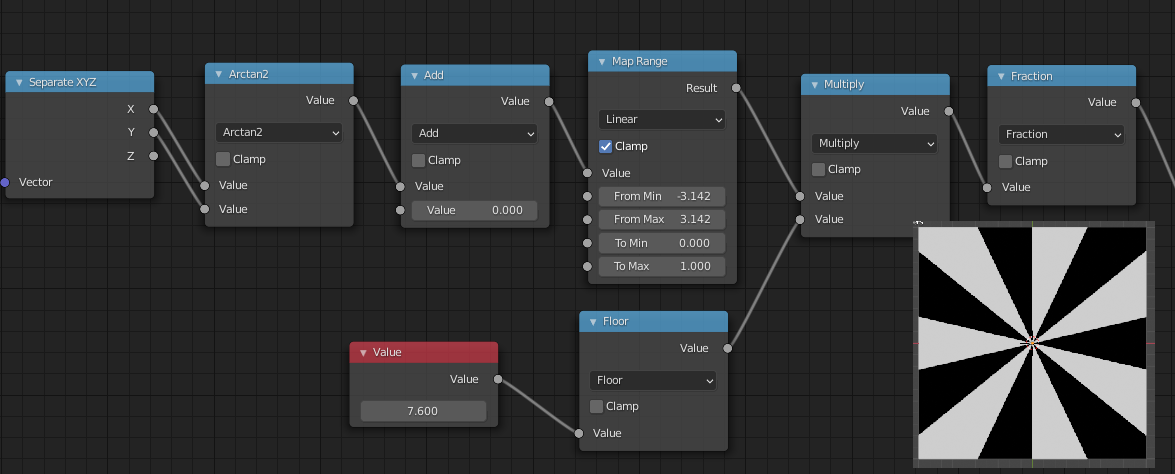 Separate XYZ
X
Y
Z
Vector
Arctan2
Value
Arctan2
Clamp
Value
Value
Add
Value
Add
Clamp
Value
Value 0.000
Map Range
Result
Linear
Clamp
Value
From Min -3.142
From Max 3.142
To Min 0.000
To Max 1.000
Multiply
Value
Multiply
Clamp
Value
Value
Fraction
Value
Fraction
Clamp
Value
Value
Value
7.600
Floor
Value
Floor
Clamp
Value